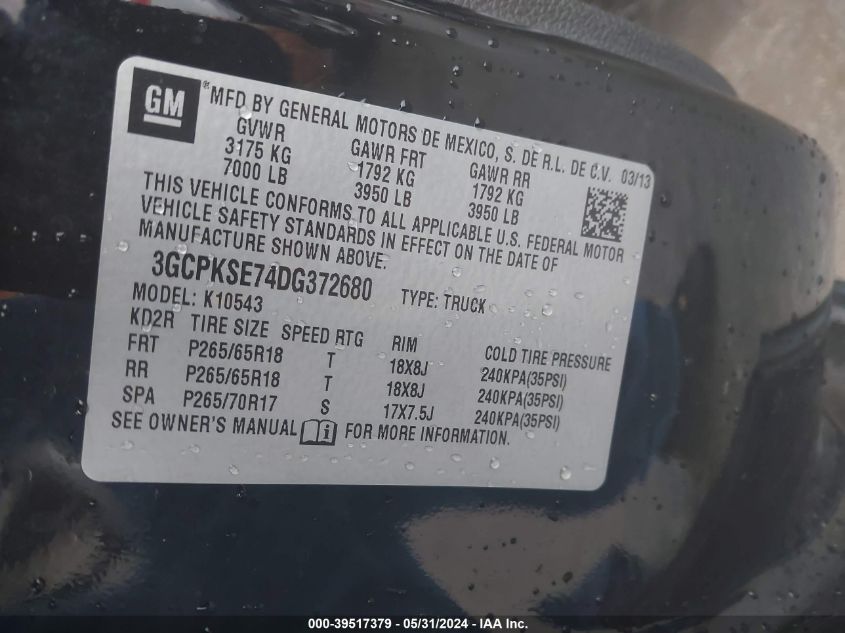 GM
®MFD BY GENERAL MOTORS DE MEXICO, S. DE R.L. DE C.V. 03/13
GVWR GAWR FRT GAWR RR
3175 KG 1792 KG 1792 KG
7000 LB 3950 LB 3950 LB
THIS VEHICLE CONFORMS TO ALL APPLICABLE U.S. FEDERAL MOTOR
VEHICLE SAFETY STANDARDS IN EFFECT ON THE DATE OF
MANUFACTURE SHOWN ABOVE.
3GCPKSE74DG372680 TYPE: TRUCK
MODEL: K10543
KD2R TIRE SIZE SPEED RTG RIM COLD TIRE PRESSURE
FRT P265/65R18 T 18X8J 240KPA(35PSI)
RR P265/65R18 T 18X8J 240KPA(35PSI)
SPA P265/70R17 S 17X7.5J 240KPA(35PSI)
SEE OWNER'S MANUAL i FOR MORE INFORMATION.
000-39517379 - 05/31/2024 - IAA Inc.